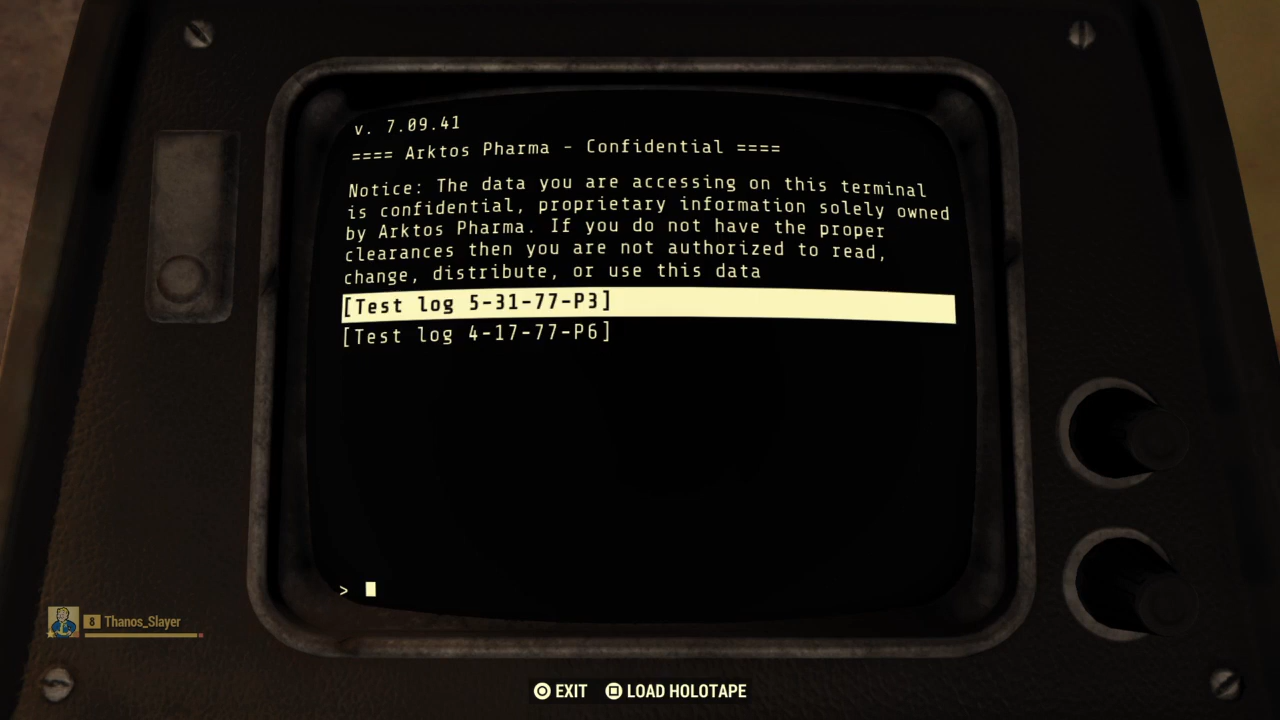 v. 7.09.41
==== Arktos Pharma - Confidential ====
Notice: The data you are accessing on this terminal
is confidential, proprietary information solely owned
by Arktos Pharma. If you do not have the proper
clearances then you are not authorized to read,
change, distribute, or use this data
[Test log 5-31-77-P3]
[Test log 4-17-77-P6]
>
8 Thanos_Slayer
EXIT LOAD HOLOTAPE